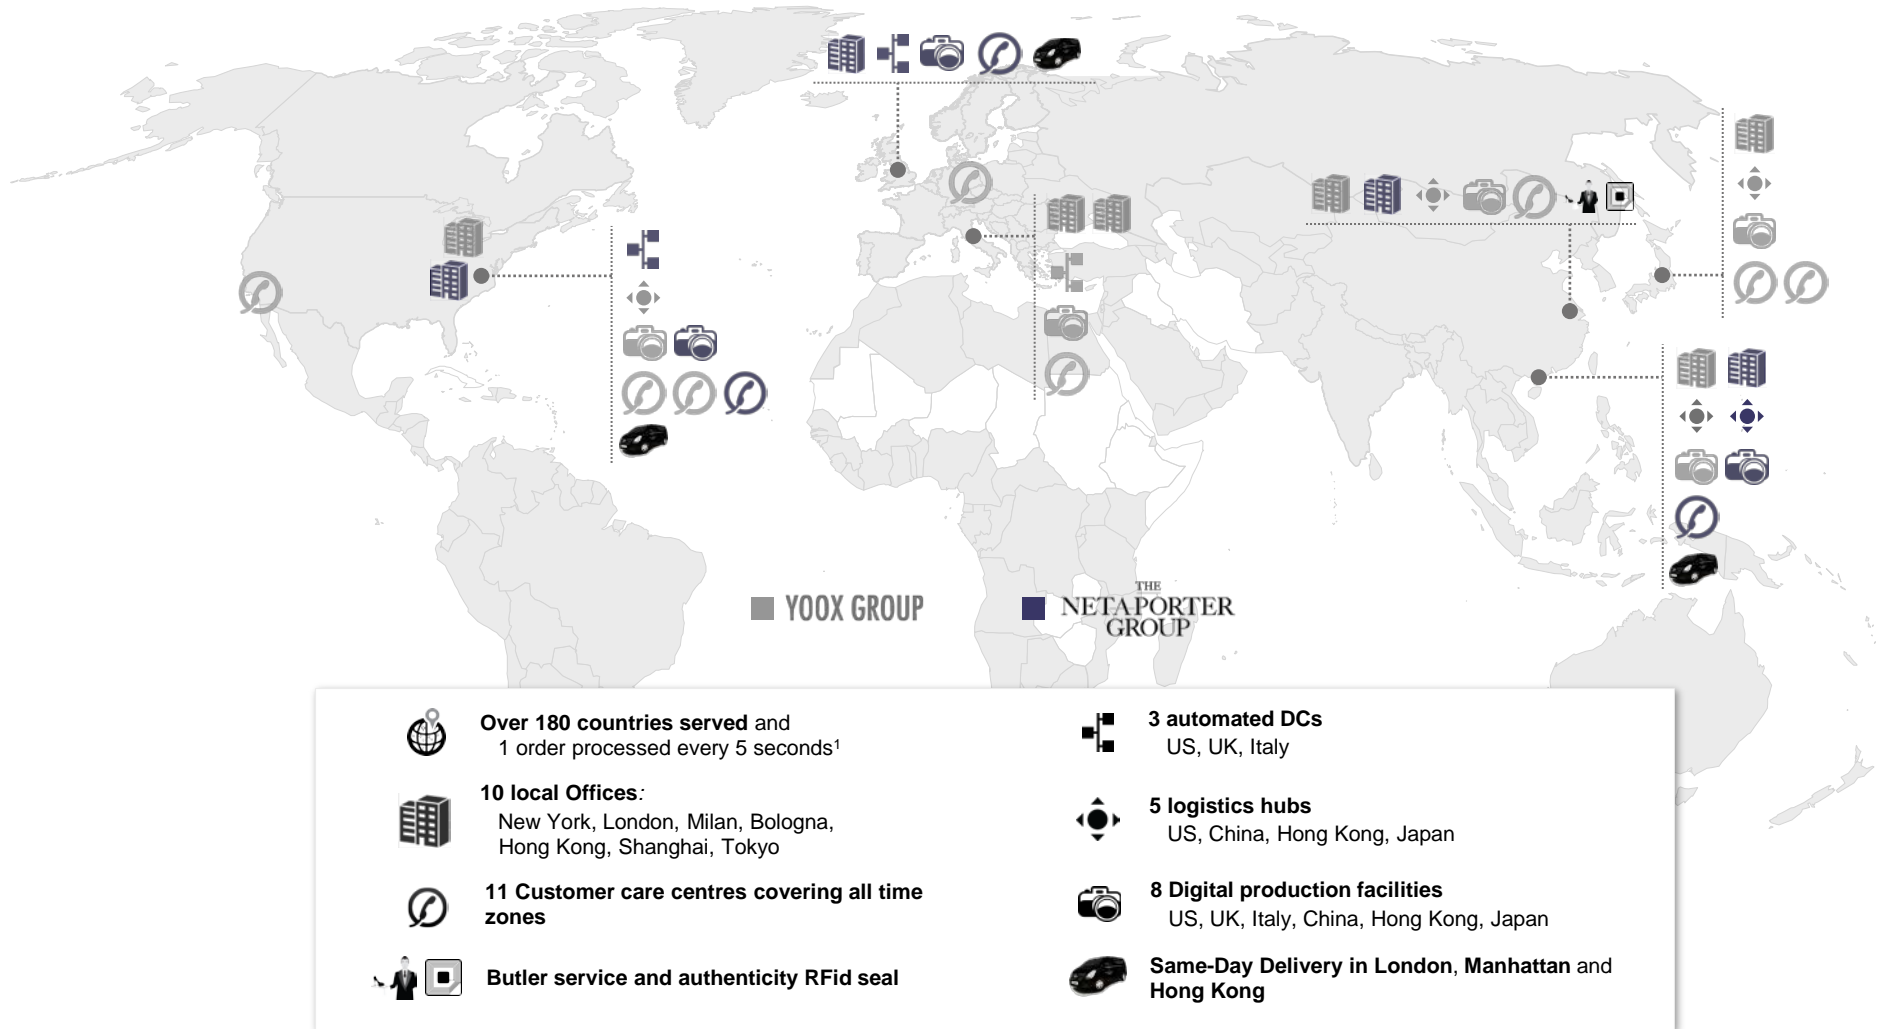 YOOX GROUP
THE
NETAPORTER
GROUP
Over 180 countries served and
1 order processed every 5 seconds¹
10 local Offices:
New York, London, Milan, Bologna,
Hong Kong, Shanghai, Tokyo
11 Customer care centres covering all time
zones
Butler service and authenticity RFid seal
3 automated DCs
US, UK, Italy
5 logistics hubs
US, China, Hong Kong, Japan
8 Digital production facilities
US, UK, Italy, China, Hong Kong, Japan
Same-Day Delivery in London, Manhattan and
Hong Kong